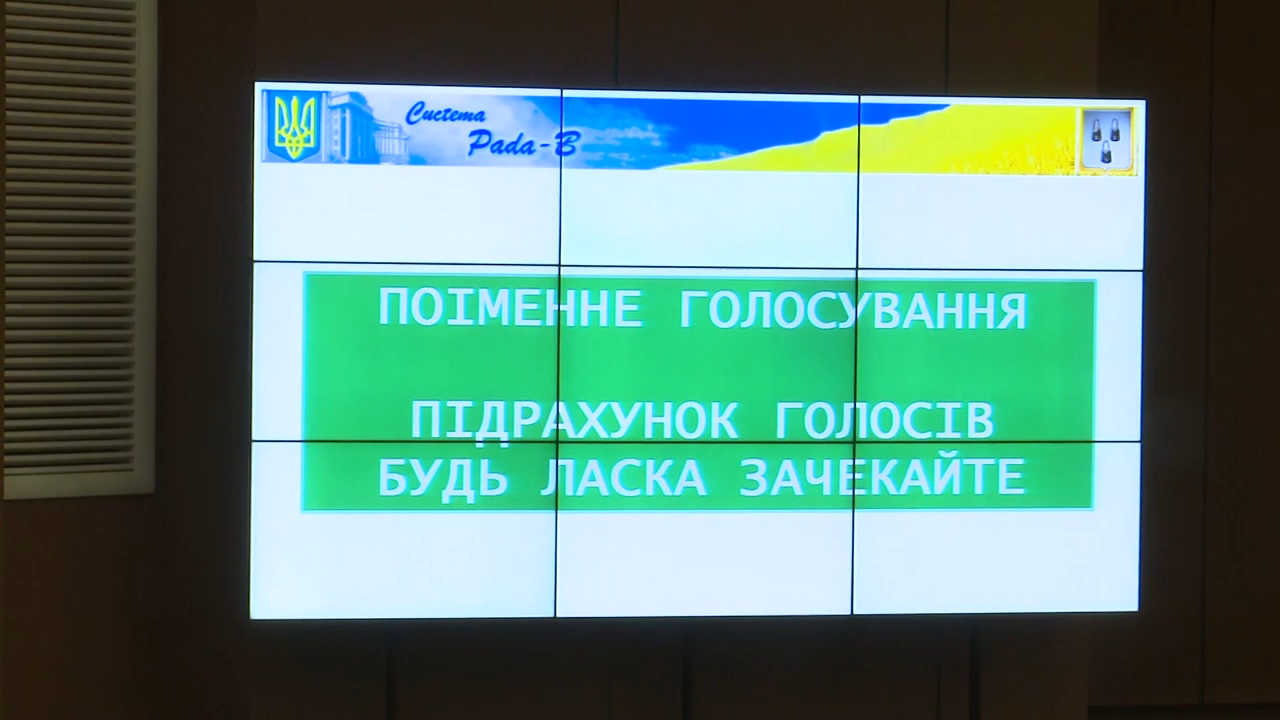 Система
Рада-В
ПОІМЕННЕ ГОЛОСУВАННЯ
ПІДРАХУНОК ГОЛОСІВ
БУДЬ ЛАСКА ЗАЧЕКАЙТЕ